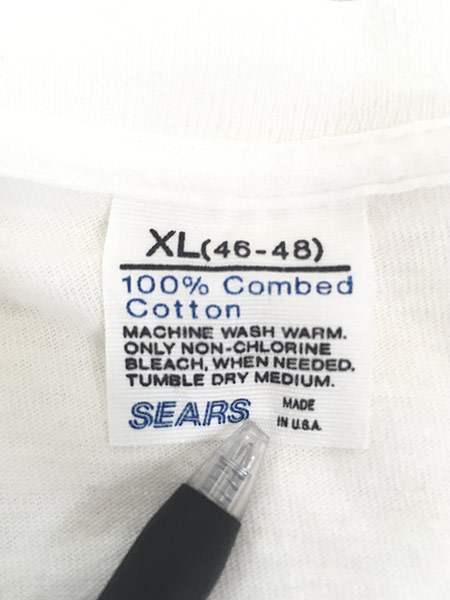 XL(46-48)
100% Combed
Cotton
MACHINE WASH WARM.
ONLY NON-CHLORINE
BLEACH, WHEN NEEDED.
TUMBLE DRY MEDIUM.
SEARS MADE
IN U.S.A.